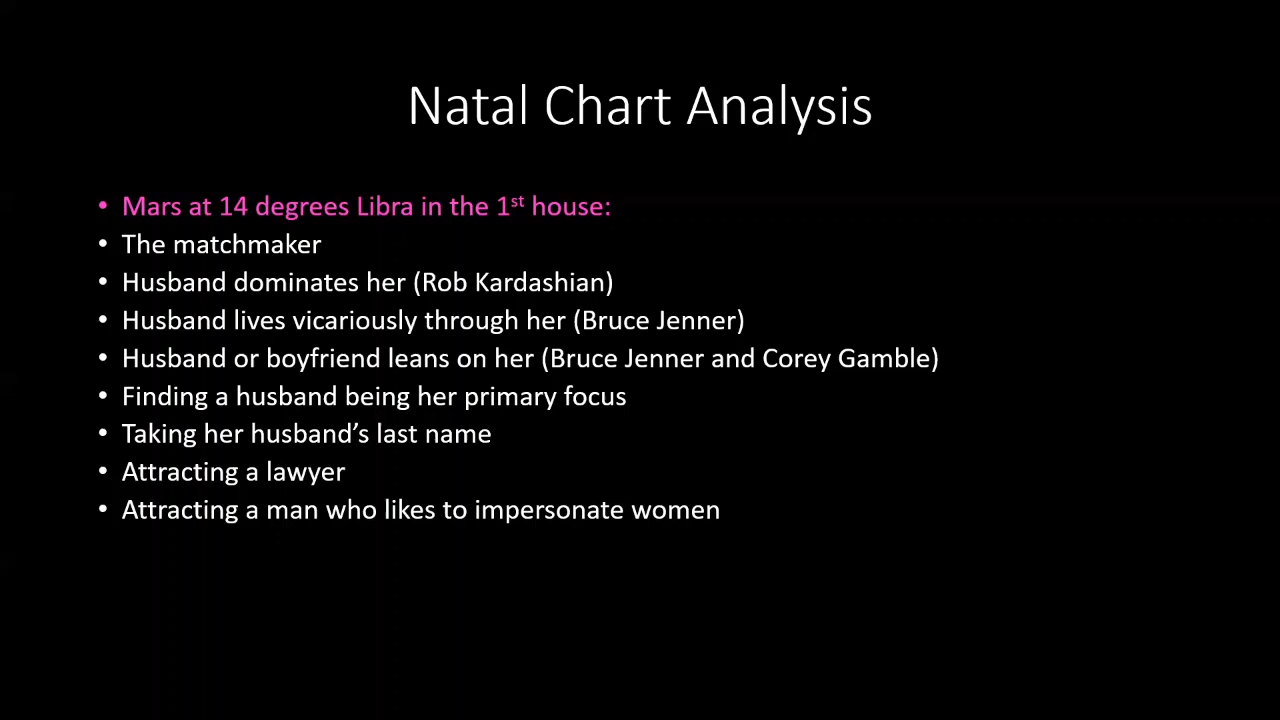 Natal Chart Analysis
• Mars at 14 degrees Libra in the 1st house:
• The matchmaker
• Husband dominates her (Rob Kardashian)
• Husband lives vicariously through her (Bruce Jenner)
• Husband or boyfriend leans on her (Bruce Jenner and Corey Gamble)
• Finding a husband being her primary focus
• Taking her husband’s last name
• Attracting a lawyer
• Attracting a man who likes to impersonate women